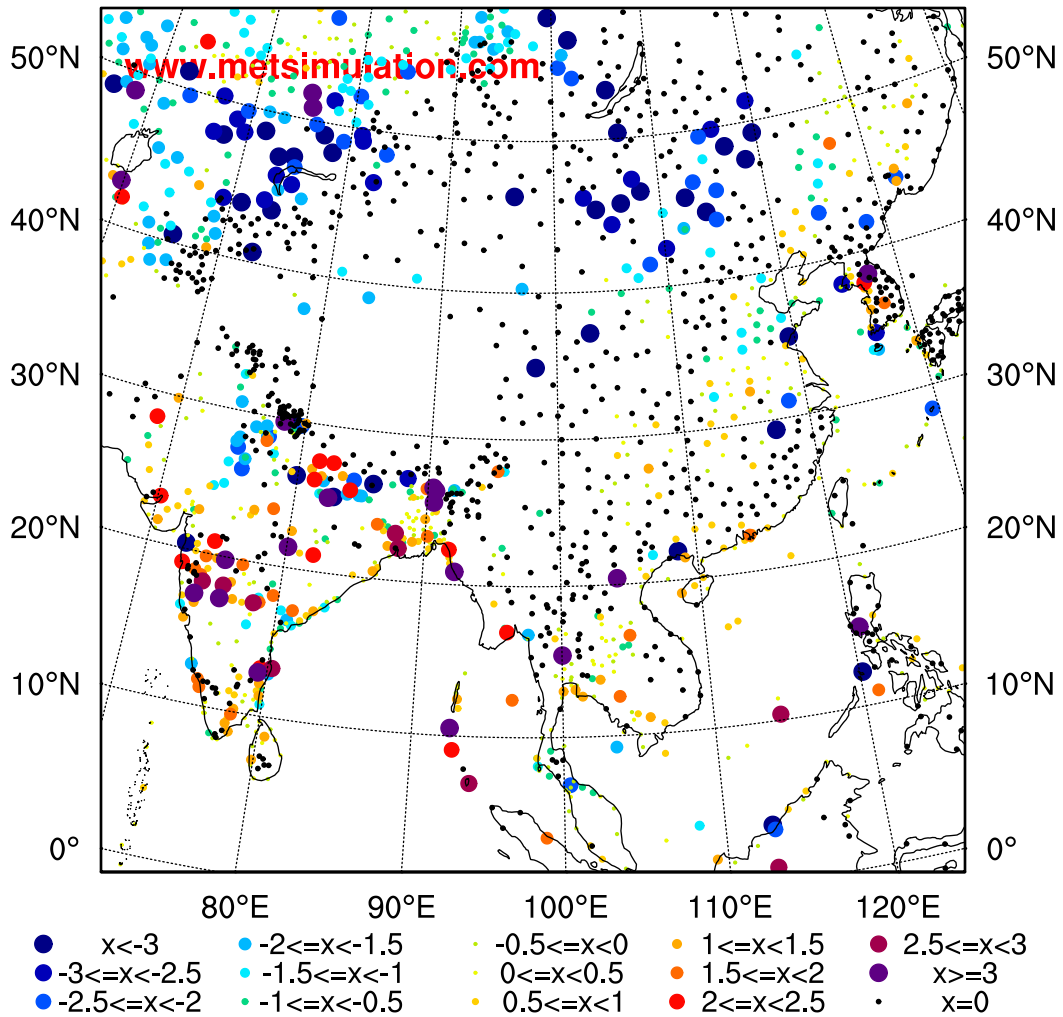 50°N 50°N
www.metsimulation.com
40°N 40°N
30°N 30°N
20°N 20°N
10°N 10°N
0° 0°
80°E 90°E 100°E 110°E 120°E
x<-3 -2<=x<-1.5 -0.5<=x<0 1<=x<1.5 2.5<=x<3
-3<=x<-2.5 -1.5<=x<-1 0<=x<0.5 1.5<=x<2 x>=3
-2.5<=x<-2 -1<=x<-0.5 0.5<=x<1 2<=x<2.5 x=0